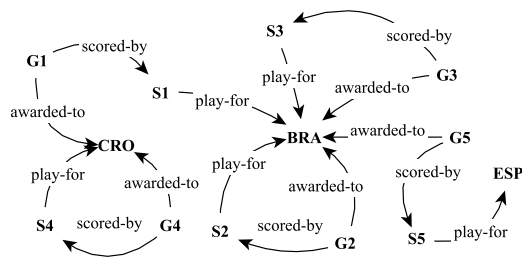 S3
scored-by
G1
scored-by
play-for
G3
S1
play-for
awarded-to
awarded-to
CRO
BRA
awarded-to
G5
play-for
play-for
scored-by
ESP
awarded-to
awarded-to
S4
scored-by
G4
S2
scored-by
G2
S5
play-for